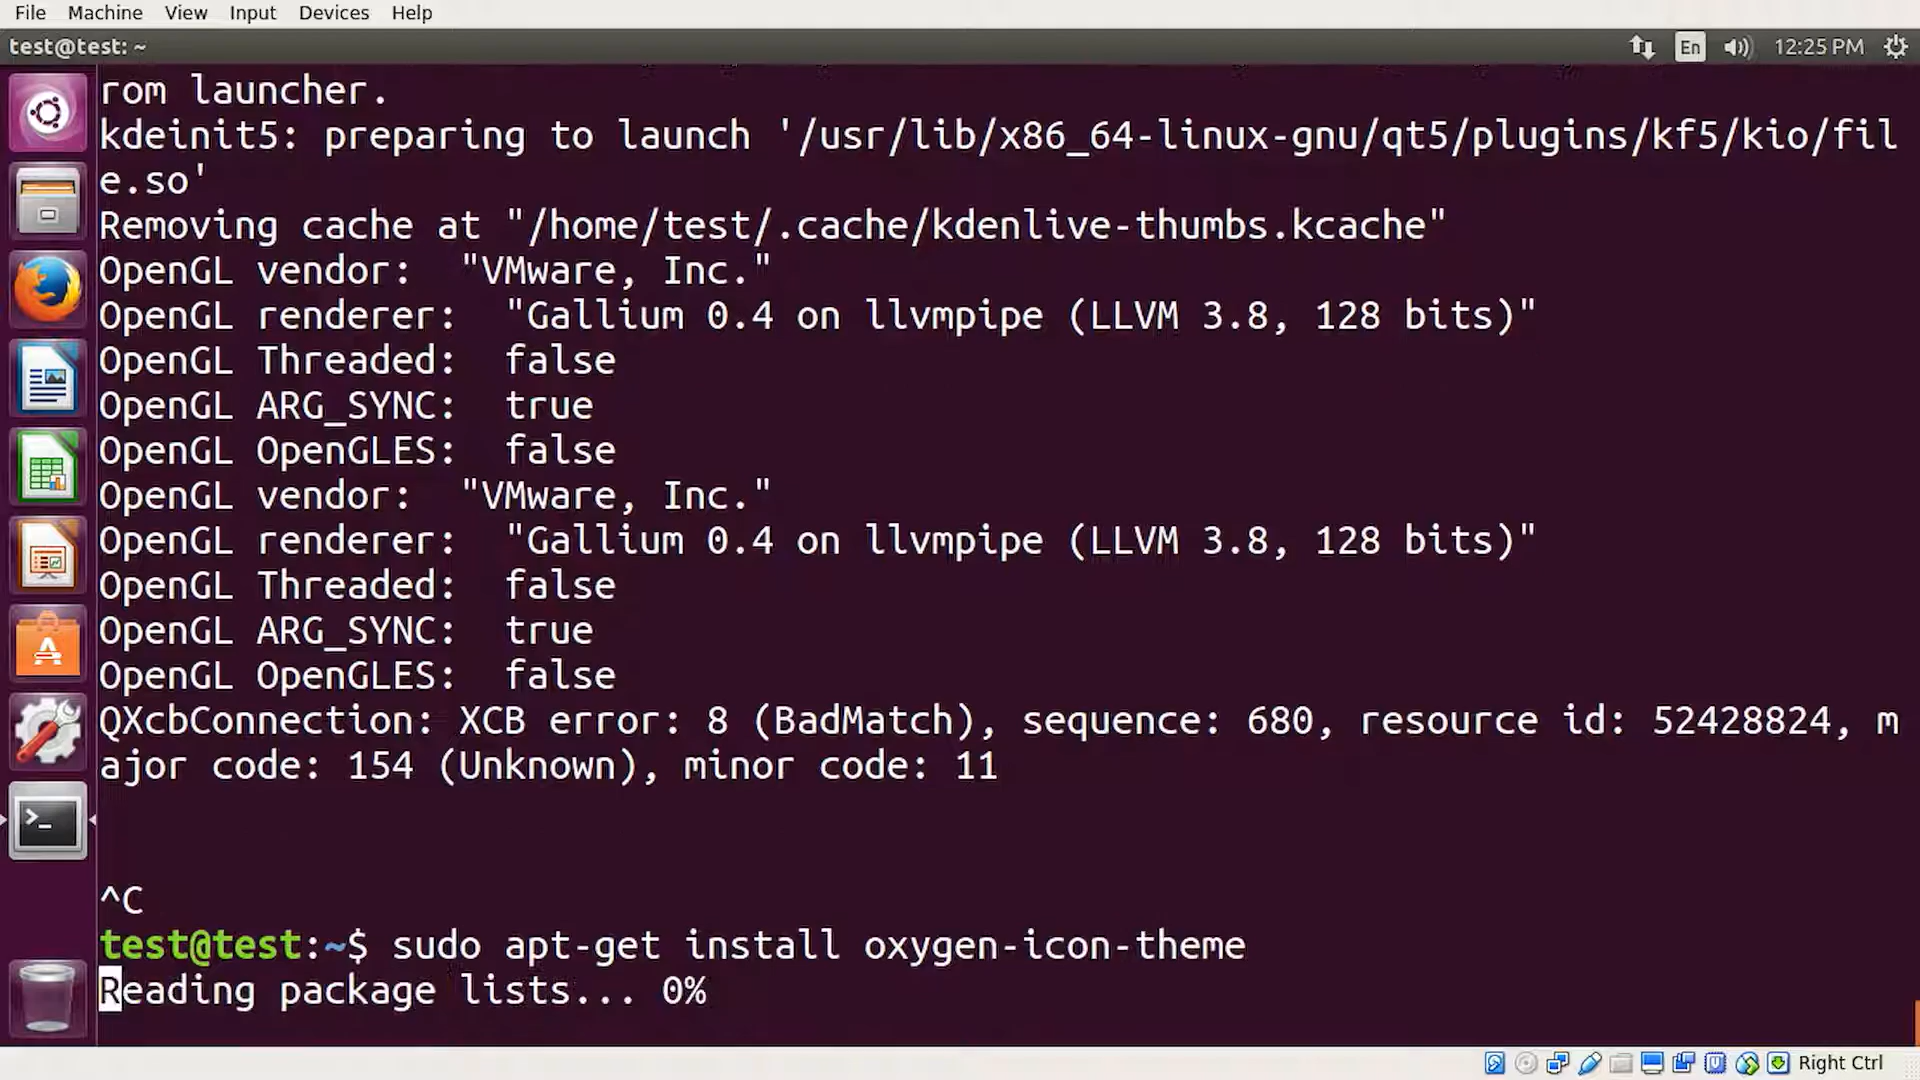 File Machine View Input Devices Help
test@test: ~
En
12:25 PM
rom launcher.
kdeinit5: preparing to launch '/usr/lib/x86_64-linux-gnu/qt5/plugins/kf5/kio/fil
e.so'
Removing cache at "/home/test/.cache/kdenlive-thumbs.kcache"
OpenGL vendor:  "VMware, Inc."
OpenGL renderer:  "Gallium 0.4 on llvmpipe (LLVM 3.8, 128 bits)"
OpenGL Threaded:  false
OpenGL ARG_SYNC:  true
OpenGL OpenGLES:  false
OpenGL vendor:  "VMware, Inc."
OpenGL renderer:  "Gallium 0.4 on llvmpipe (LLVM 3.8, 128 bits)"
OpenGL Threaded:  false
OpenGL ARG_SYNC:  true
OpenGL OpenGLES:  false
QXcbConnection: XCB error: 8 (BadMatch), sequence: 680, resource id: 52428824, m
ajor code: 154 (Unknown), minor code: 11
^C
test@test:~$ sudo apt-get install oxygen-icon-theme
Reading package lists... 0%
Right Ctrl